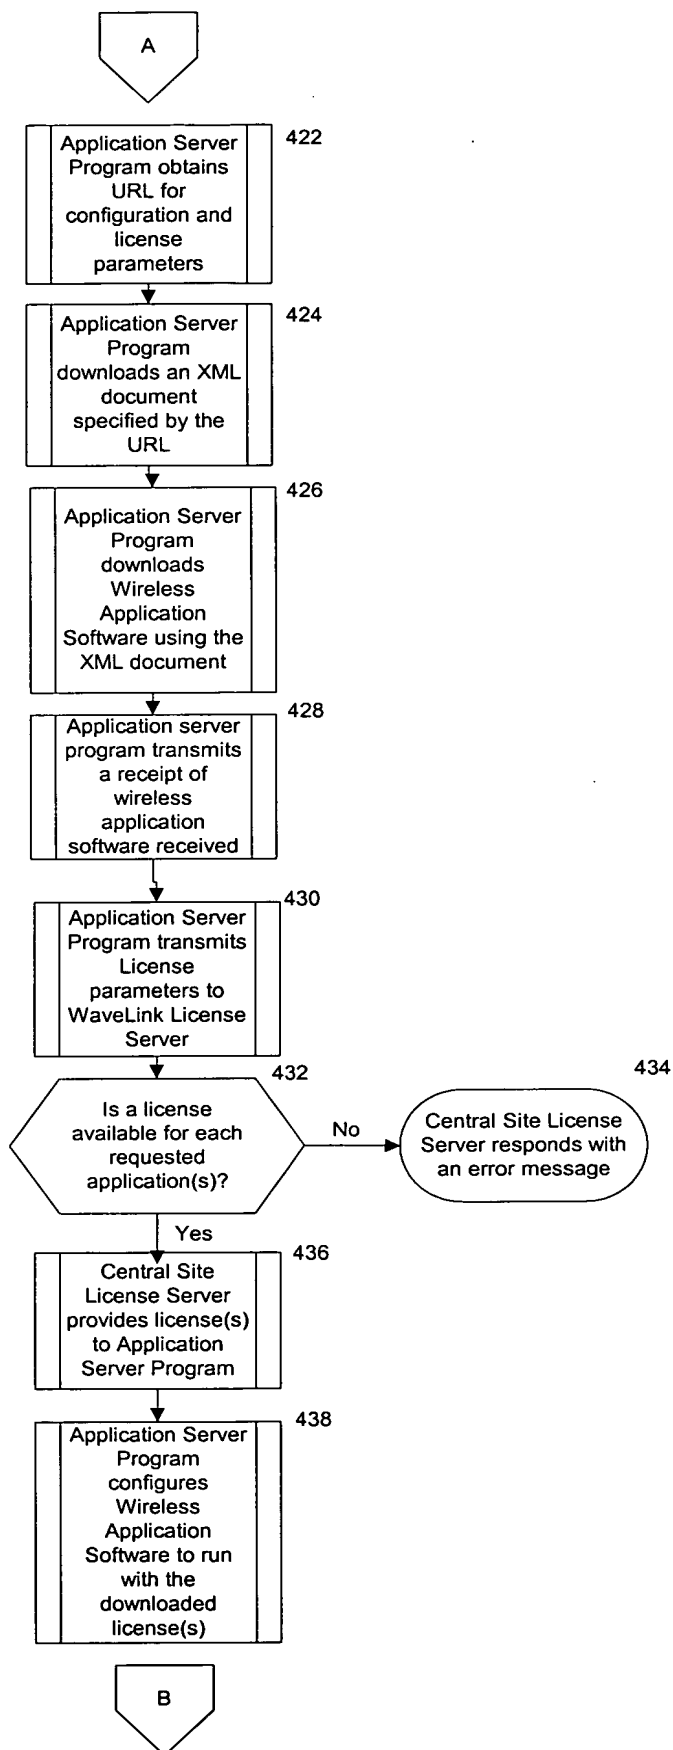 A
422
Application Server
Program obtains
URL for
configuration and
license
parameters
424
Application Server
Program
downloads an XML
document
specified by the
URL
426
Application Server
Program
downloads
Wireless
Application
Software using the
XML document
428
Application server
program transmits
a receipt of
wireless
application
software received
430
Application Server
Program transmits
License
parameters to
WaveLink License
Server
432
Is a license
available for each
requested
application(s)?
No
434
Central Site License
Server responds with
an error message
Yes
436
Central Site
License Server
provides license(s)
to Application
Server Program
438
Application Server
Program
configures
Wireless
Application
Software to run
with the
downloaded
license(s)
B